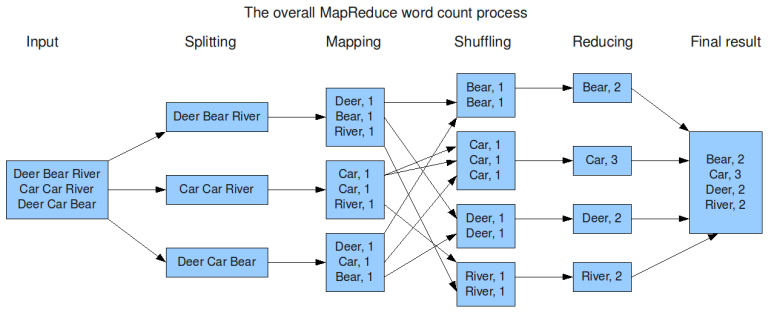 The overall MapReduce word count process
Input
Splitting
Mapping
Shuffling
Reducing
Final result
Deer Bear River
Car Car River
Deer Car Bear
Deer Bear River
Car Car River
Deer Car Bear
Deer, 1
Bear, 1
River, 1
Car, 1
Car, 1
River, 1
Deer, 1
Car, 1
Bear, 1
Bear, 1
Bear, 1
Car, 1
Car, 1
Car, 1
Deer, 1
Deer, 1
River, 1
River, 1
Bear, 2
Car, 3
Deer, 2
River, 2
Bear, 2
Car, 3
Deer, 2
River, 2